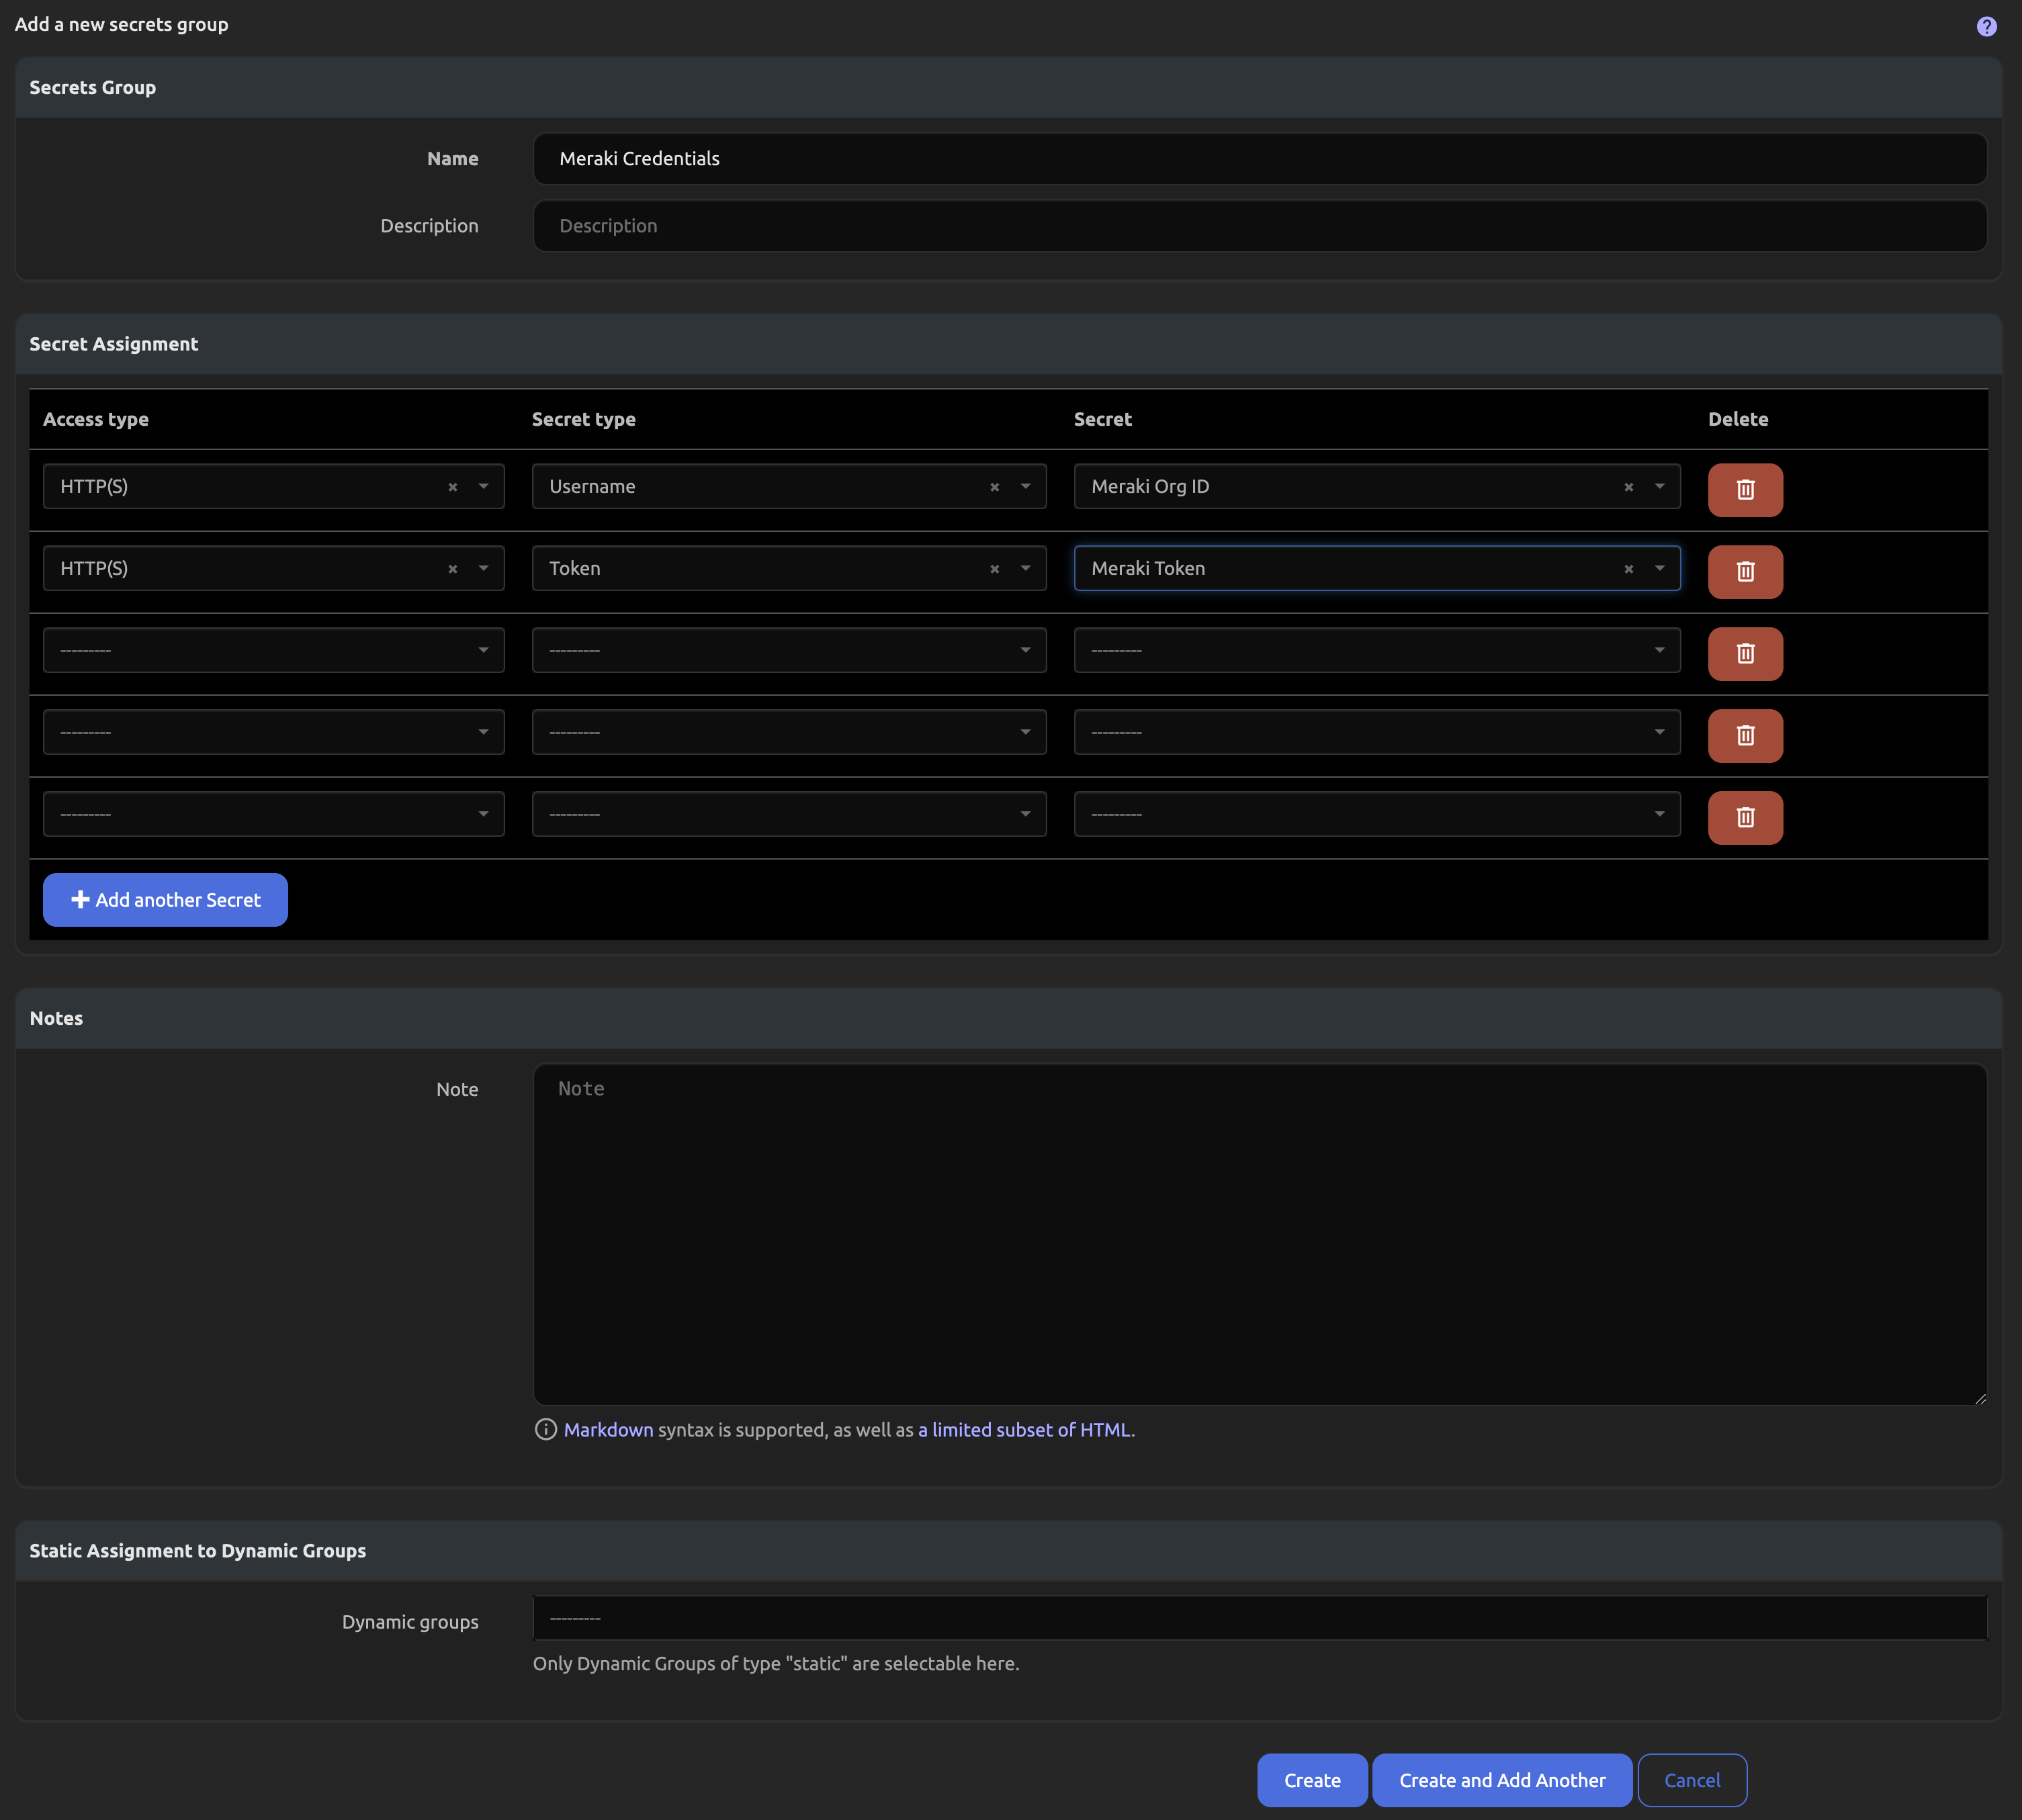 Add a new secrets group
?
Secrets Group
Name Meraki Credentials
Description Description
Secret Assignment
Access type Secret type Secret Delete
HTTP(S) × Username × Meraki Org ID ×
HTTP(S) × Token × Meraki Token ×
--------- --------- ---------
--------- --------- ---------
--------- --------- ---------
+ Add another Secret
Notes
Note Note
Markdown syntax is supported, as well as a limited subset of HTML.
Static Assignment to Dynamic Groups
Dynamic groups ---------
Only Dynamic Groups of type "static" are selectable here.
Create Create and Add Another Cancel